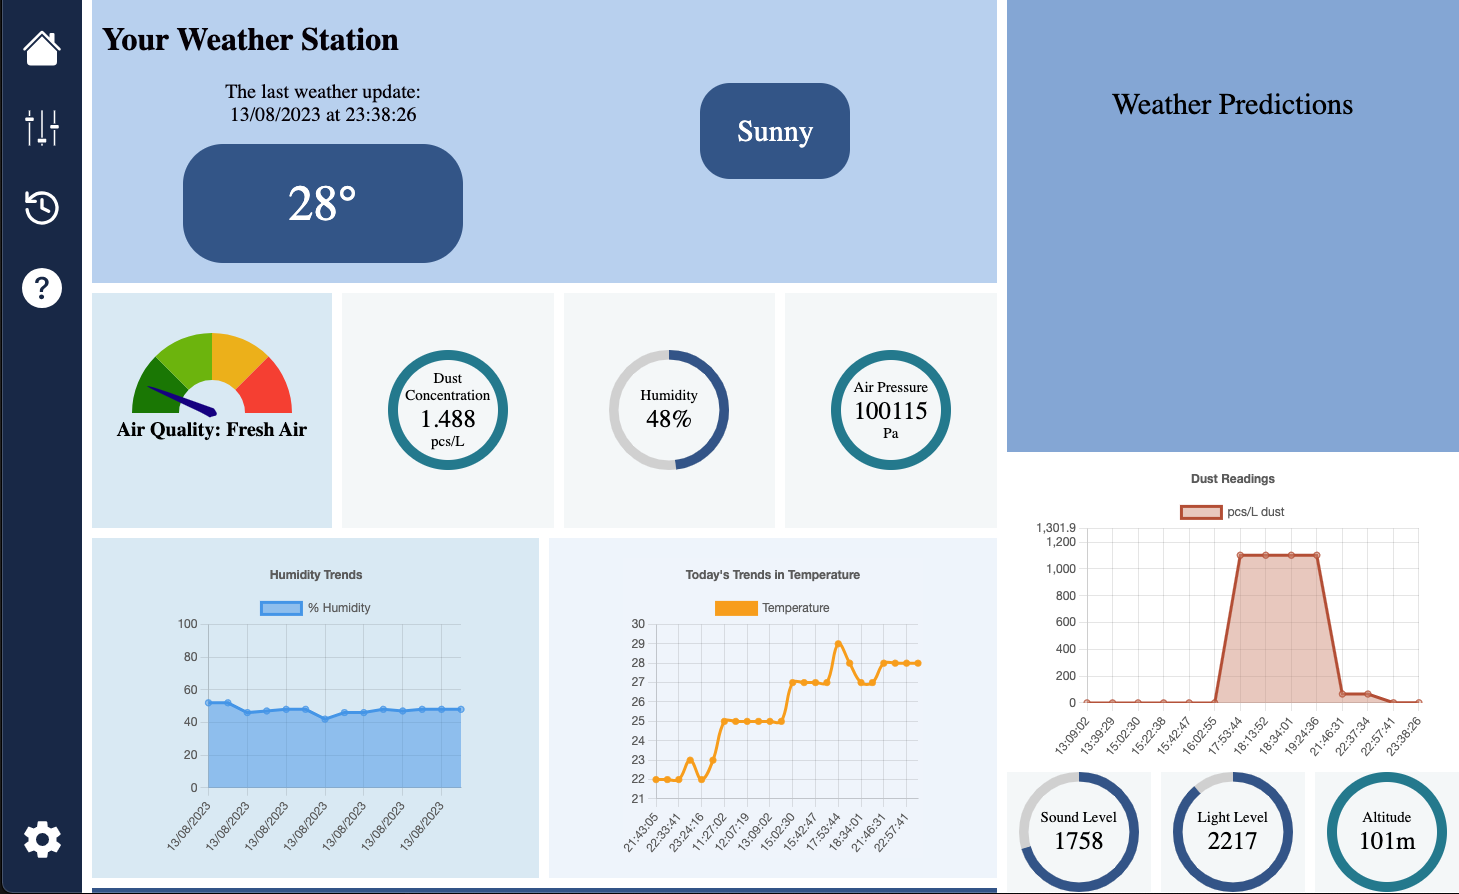 Your Weather Station
The last weather update:
13/08/2023 at 23:38:26
28°
Sunny
Weather Predictions
?
Air Quality: Fresh Air
Dust
Concentration
1.488
pcs/L
Humidity
48%
Air Pressure
100115
Pa
Humidity Trends
% Humidity
100
80
60
40
20
0
13/08/2023
13/08/2023
13/08/2023
13/08/2023
13/08/2023
13/08/2023
13/08/2023
Today's Trends in Temperature
Temperature
30
29
28
27
26
25
24
23
22
21
21:43:05
22:33:41
23:24:16
11:27:02
12:07:19
13:09:02
15:02:30
15:42:47
17:53:44
18:34:01
21:46:31
22:57:41
Dust Readings
pcs/L dust
1,301.9
1,200
1,000
800
600
400
200
0
13:09:02
13:39:29
15:02:30
15:22:38
15:42:47
16:02:55
17:53:44
18:13:52
18:34:01
19:24:36
21:46:31
22:37:34
22:57:41
23:38:26
Sound Level
1758
Light Level
2217
Altitude
101m